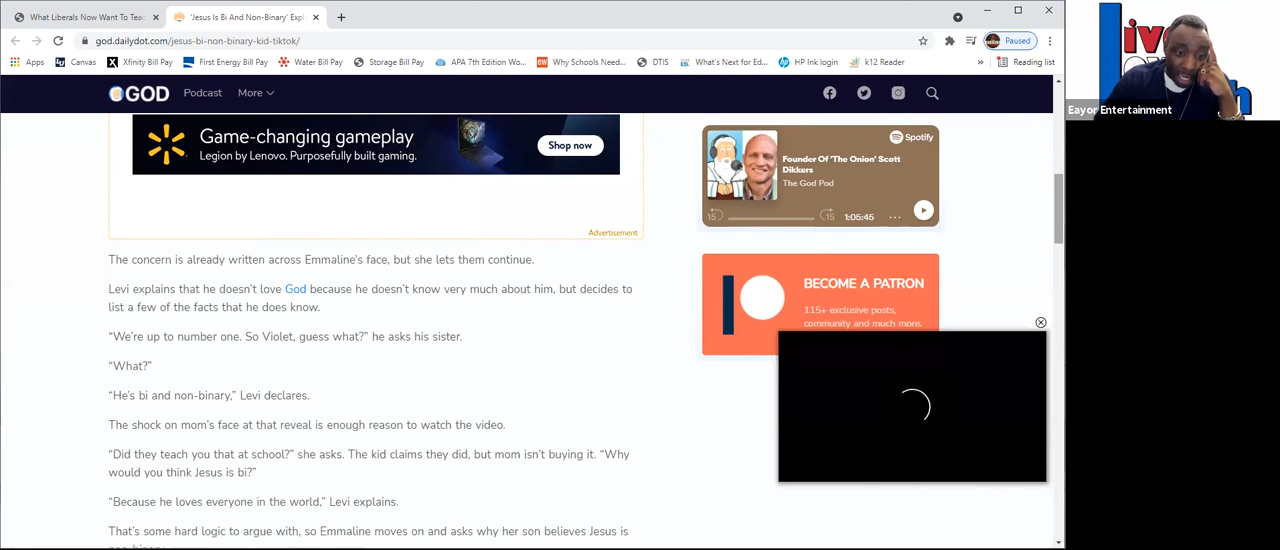 What Liberals Now Want To Tea
'Jesus Is Bi And Non-Binary' Expl
god.dailydot.com/jesus-bi-non-binary-kid-tiktok/
Paused
Apps
Canvas
Xfinity Bill Pay
First Energy Bill Pay
Water Bill Pay
Storage Bill Pay
APA 7th Edition Wo...
Why Schools Need...
DTIS
What's Next for Ed...
HP Ink login
k12 Reader
»
Reading list
GOD
Podcast
More
Game-changing gameplay
Legion by Lenovo. Purposefully built gaming.
Shop now
Advertisement
The concern is already written across Emmaline's face, but she lets them continue.
Levi explains that he doesn't love God because he doesn't know very much about him, but decides to
list a few of the facts that he does know.
“We're up to number one. So Violet, guess what?” he asks his sister.
“What?”
“He's bi and non-binary,” Levi declares.
The shock on mom's face at that reveal is enough reason to watch the video.
“Did they teach you that at school?” she asks. The kid claims they did, but mom isn't buying it. “Why
would you think Jesus is bi?”
“Because he loves everyone in the world,” Levi explains.
That's some hard logic to argue with, so Emmaline moves on and asks why her son believes Jesus is
non-binary
Spotify
Founder Of 'The Onion' Scott
Dikkers
The God Pod
15
15
1:05:45
BECOME A PATRON
115+ exclusive posts,
community and much more.
Eayor Entertainment